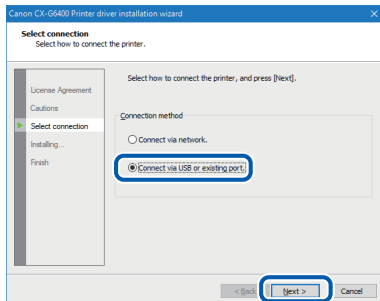 Canon CX-G6400 Printer driver installation wizard
Select connection
Select how to connect the printer.
Select how to connect the printer, and press [Next].
License Agreement
Cautions
Select connection
Installing...
Finish
Connection method
Connect via network.
Connect via USB or existing port.
< Back
Next >
Cancel